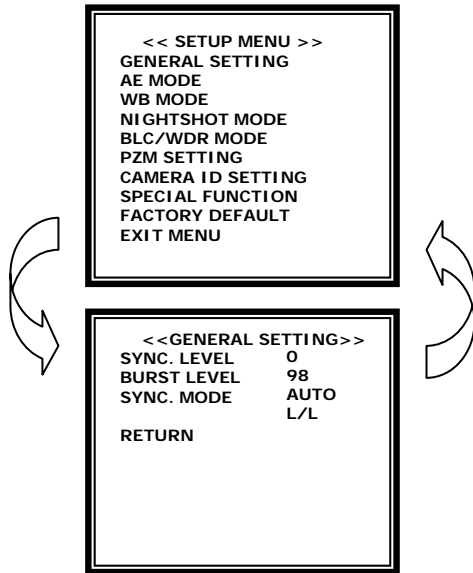 << SETUP MENU >>
GENERAL SETTING
AE MODE
WB MODE
NIGHTSHOT MODE
BLC/WDR MODE
PZM SETTING
CAMERA ID SETTING
SPECIAL FUNCTION
FACTORY DEFAULT
EXIT MENU
<<GENERAL SETTING>>
SYNC. LEVEL 0
BURST LEVEL 98
SYNC. MODE AUTO
L/L
RETURN